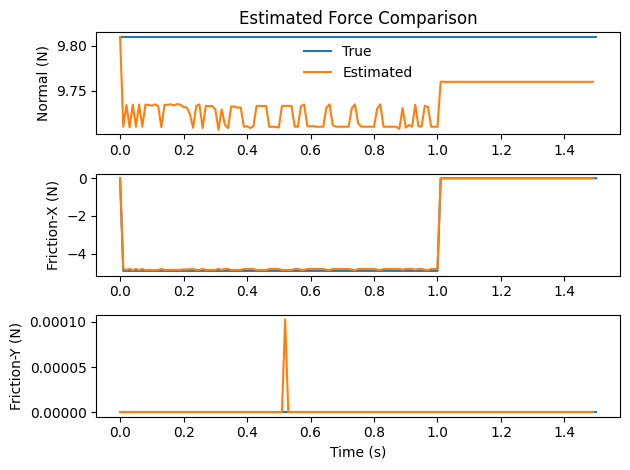 Estimated Force Comparison
Normal (N)
9.80
9.75
True
Estimated
0.0 0.2 0.4 0.6 0.8 1.0 1.2 1.4
Friction-X (N)
0
−2
−4
0.0 0.2 0.4 0.6 0.8 1.0 1.2 1.4
Friction-Y (N)
0.00010
0.00005
0.00000
0.0 0.2 0.4 0.6 0.8 1.0 1.2 1.4
Time (s)